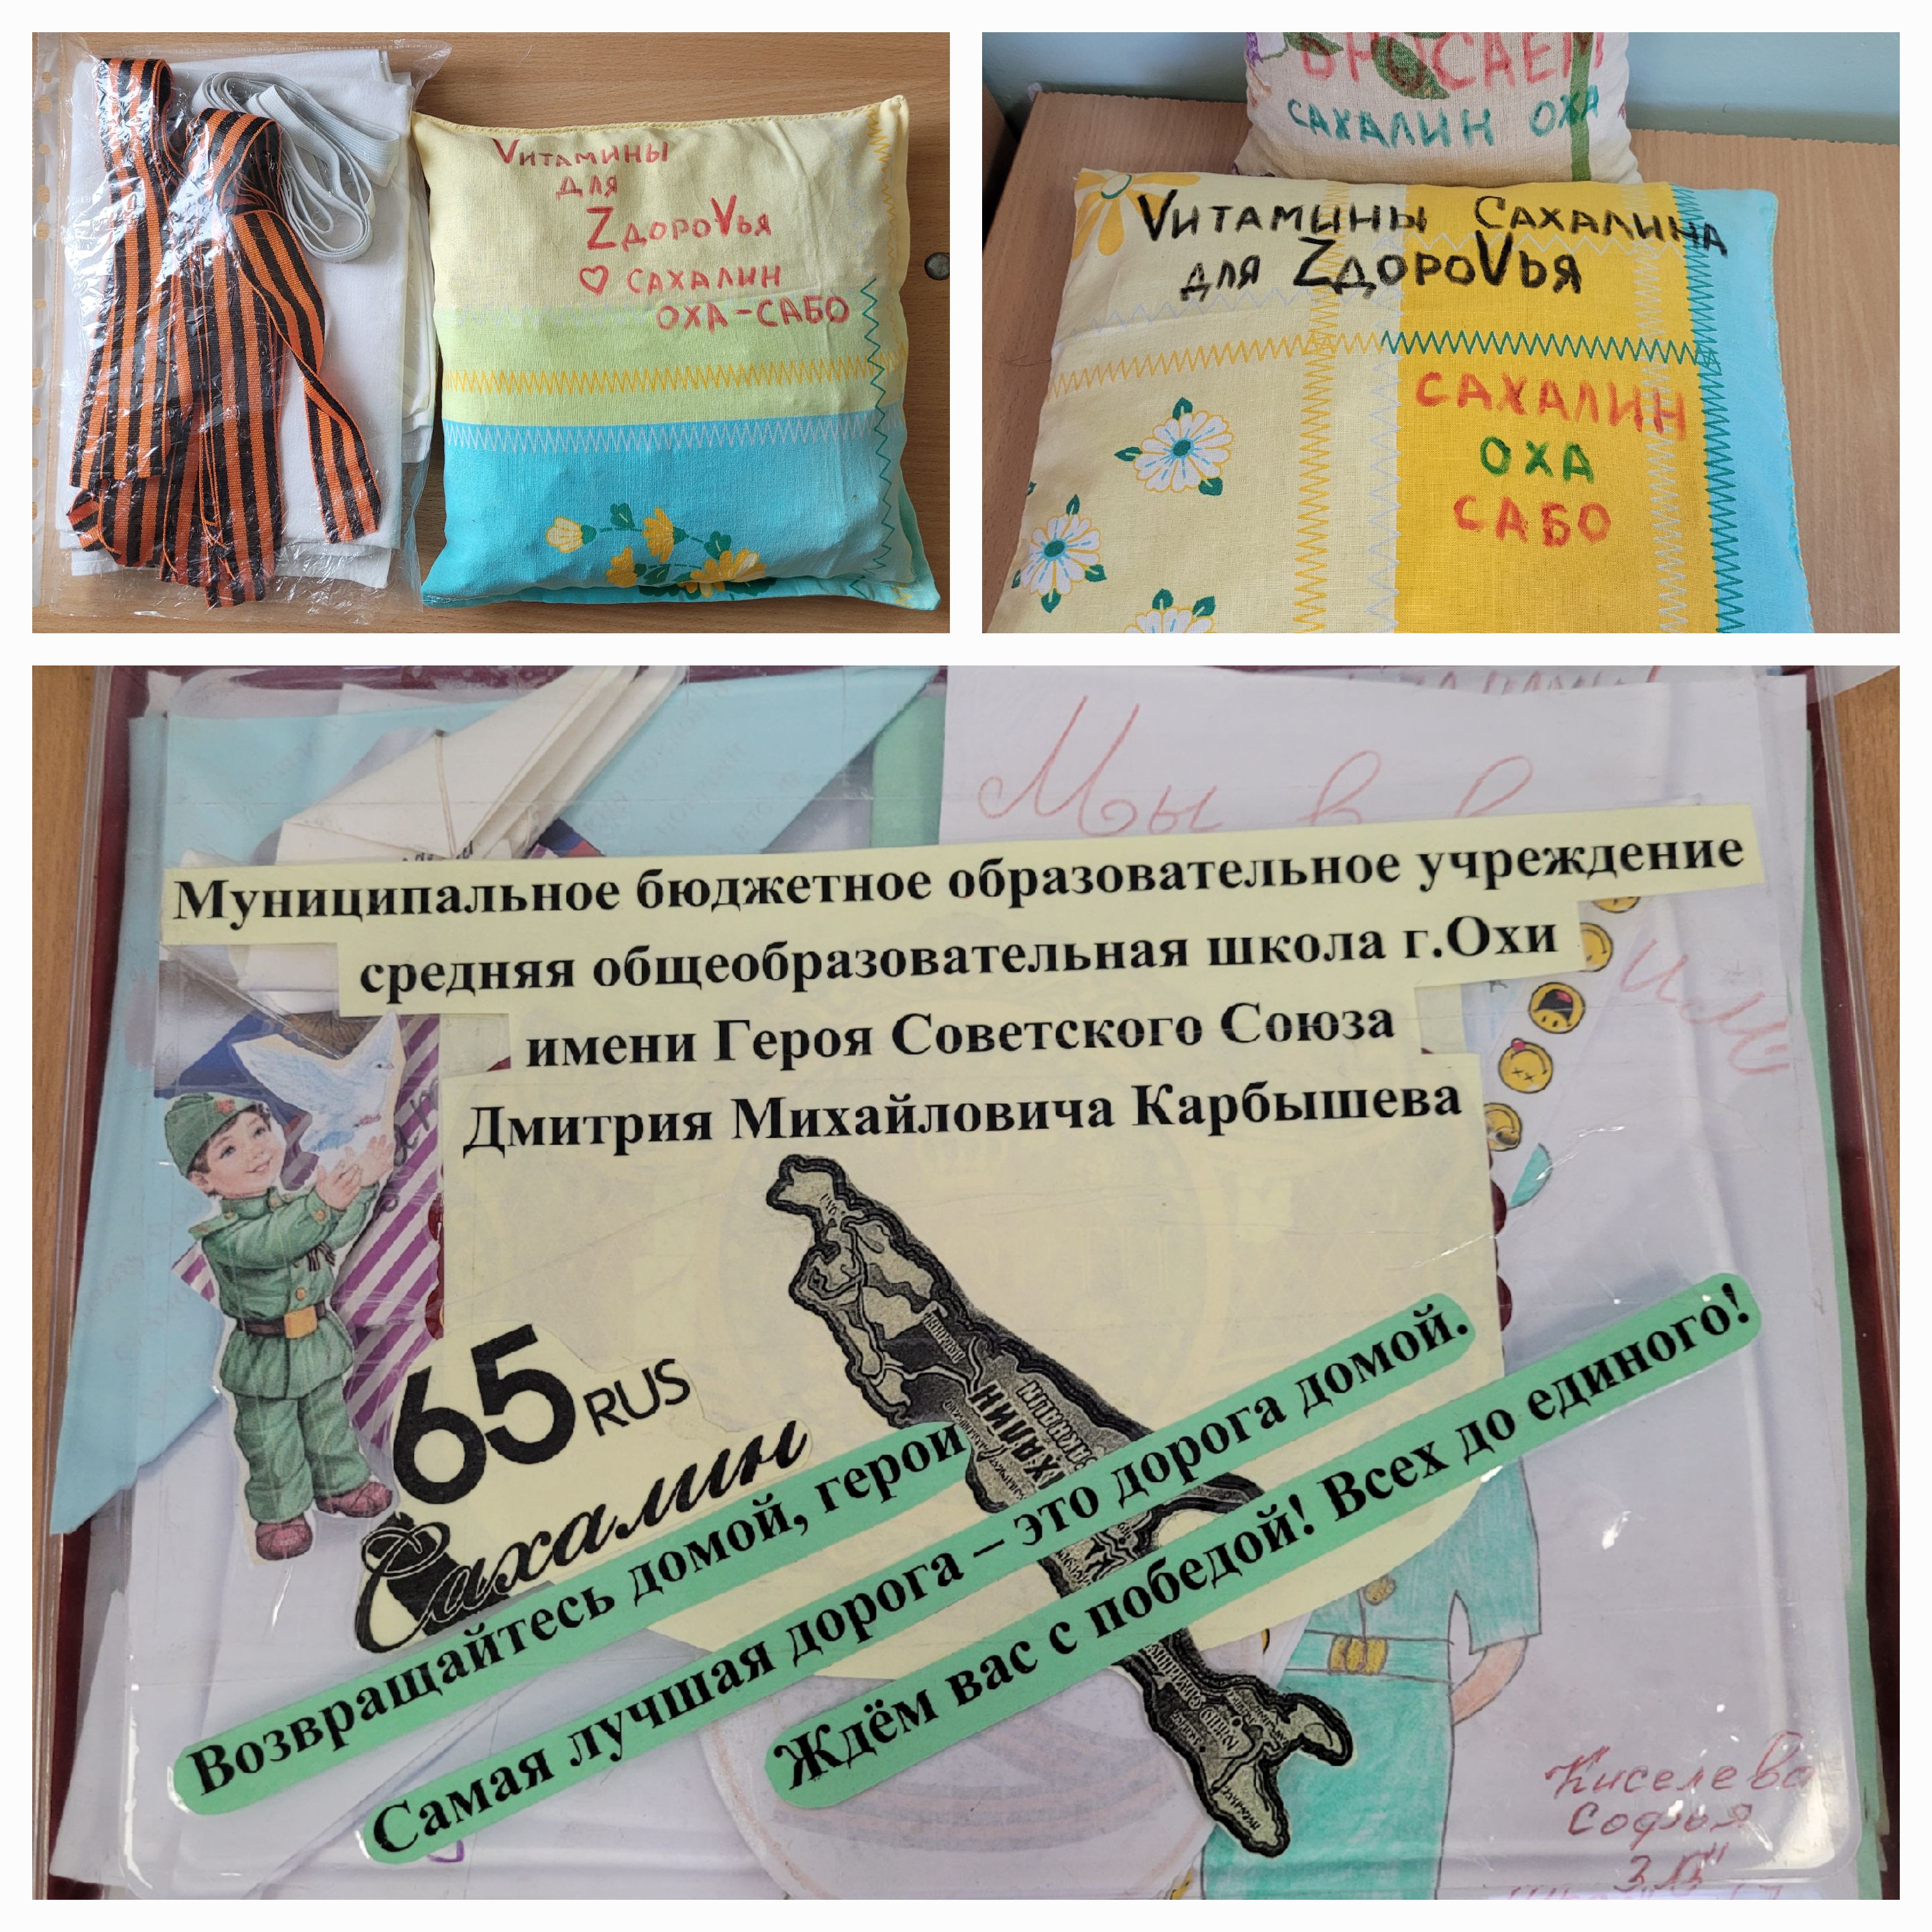 Vитамины
для
ZдороVья
♡ сахалин
оха-сабо
БРОСАЕМ
САХАЛИН ОХА
Vитамины Сахалина
для ZдороVья
САХАЛИН
ОХА
САБО
Мы
Муниципальное бюджетное образовательное учреждение
средняя общеобразовательная школа г.Охи
имени Героя Советского Союза
Дмитрия Михайловича Карбышева
65 RUS
Сахалин
Возвращайтесь домой, герои
Самая лучшая дорога – это дорога домой.
Ждём вас с победой! Всех до единого!
Киселева
Софья